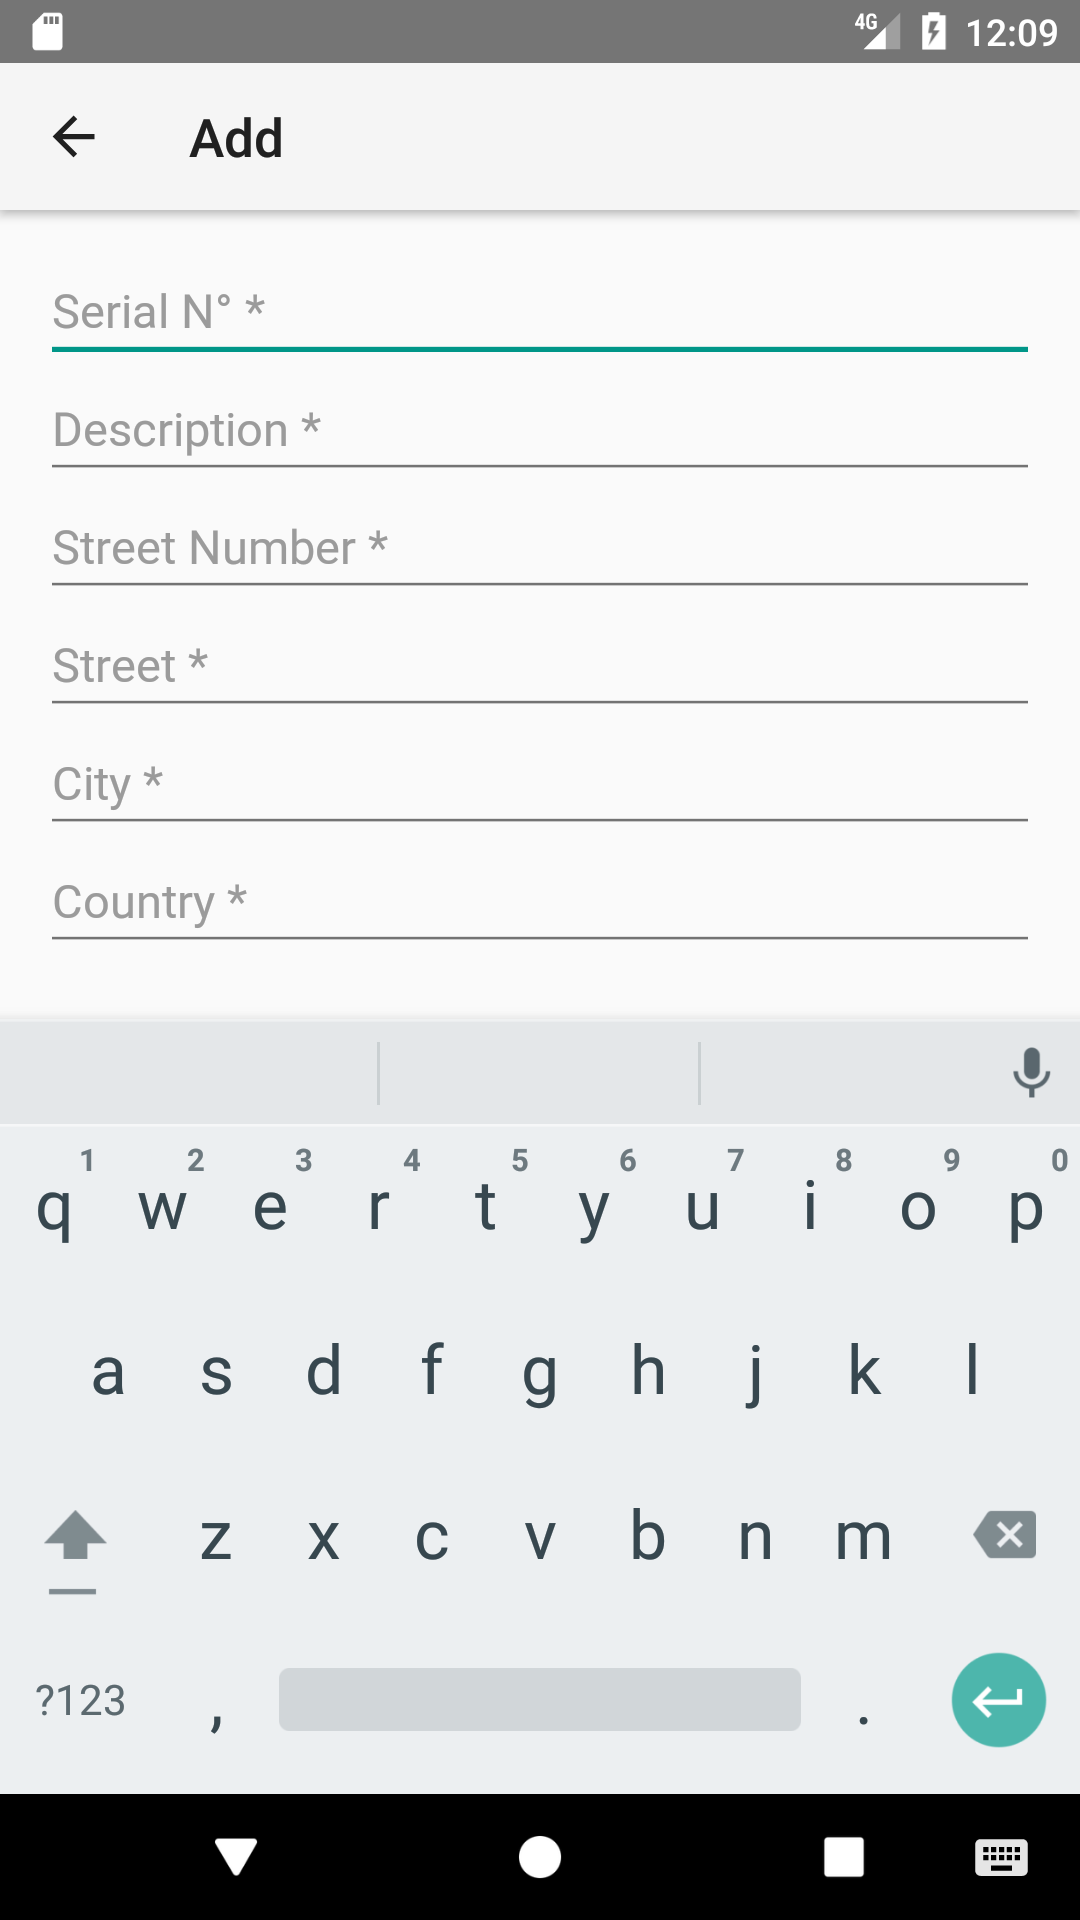 4G 12:09
Add
Serial N° *
Description *
Street Number *
Street *
City *
Country *
1 2 3 4 5 6 7 8 9 0
q w e r t y u i o p
a s d f g h j k l
z x c v b n m
?123 , .